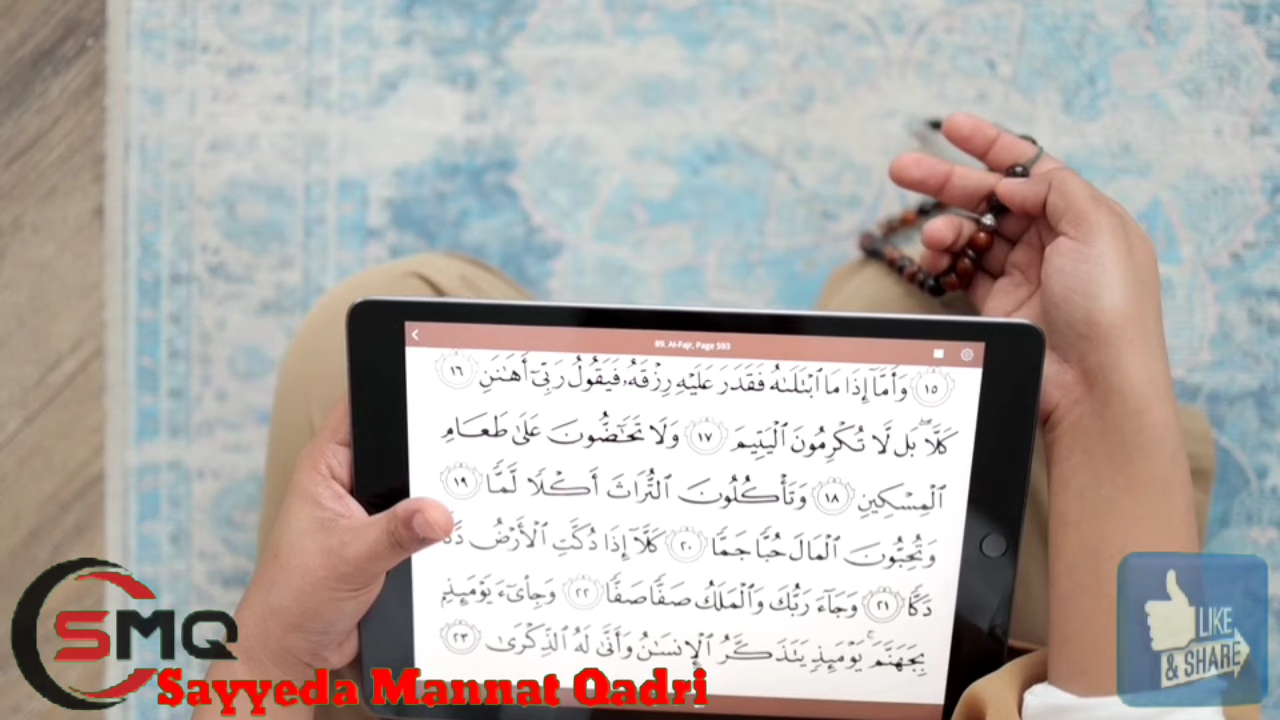 89. Al-Fajr, Page 593
١٥ وَأَمَّآ إِذَا مَا ٱبْتَلَىٰهُ فَقَدَرَ عَلَيْهِ رِزْقَهُۥ فَيَقُولُ رَبِّىٓ أَهَـٰنَنِ ١٦
كَلَّا ۖ بَل لَّا تُكْرِمُونَ ٱلْيَتِيمَ ١٧ وَلَا تَحَـٰٓضُّونَ عَلَىٰ طَعَامِ
ٱلْمِسْكِينِ ١٨ وَتَأْكُلُونَ ٱلتُّرَاثَ أَكْلًا لَّمًّا ١٩
وَتُحِبُّونَ ٱلْمَالَ حُبًّا جَمًّا ٢٠ كَلَّآ إِذَا دُكَّتِ ٱلْأَرْضُ
دَكًّا ٢١ وَجَآءَ رَبُّكَ وَٱلْمَلَكُ صَفًّا صَفًّا ٢٢ وَجِا۟ىٓءَ يَوْمَئِذٍۭ
بِجَهَنَّمَ ۚ يَوْمَئِذٍ يَتَذَكَّرُ ٱلْإِنسَـٰنُ وَأَنَّىٰ لَهُ ٱلذِّكْرَىٰ ٢٣
SMQ
Sayyeda Mannat Qadri
LIKE
& SHARE